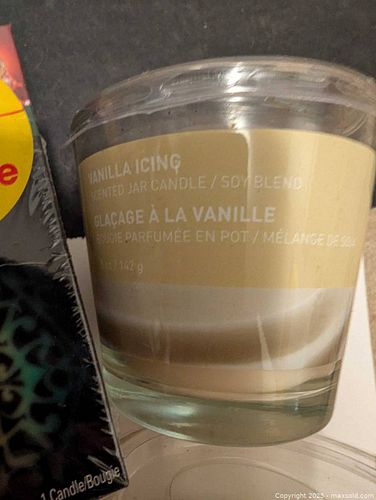 VANILLA ICING
SCENTED JAR CANDLE / SOY BLEND
GLAÇAGE À LA VANILLE
BOUGIE PARFUMÉE EN POT / MÉLANGE DE SOJA
/ 142 g
e
1 Candle/Bougie
Copyright 2025 - maxsold.com